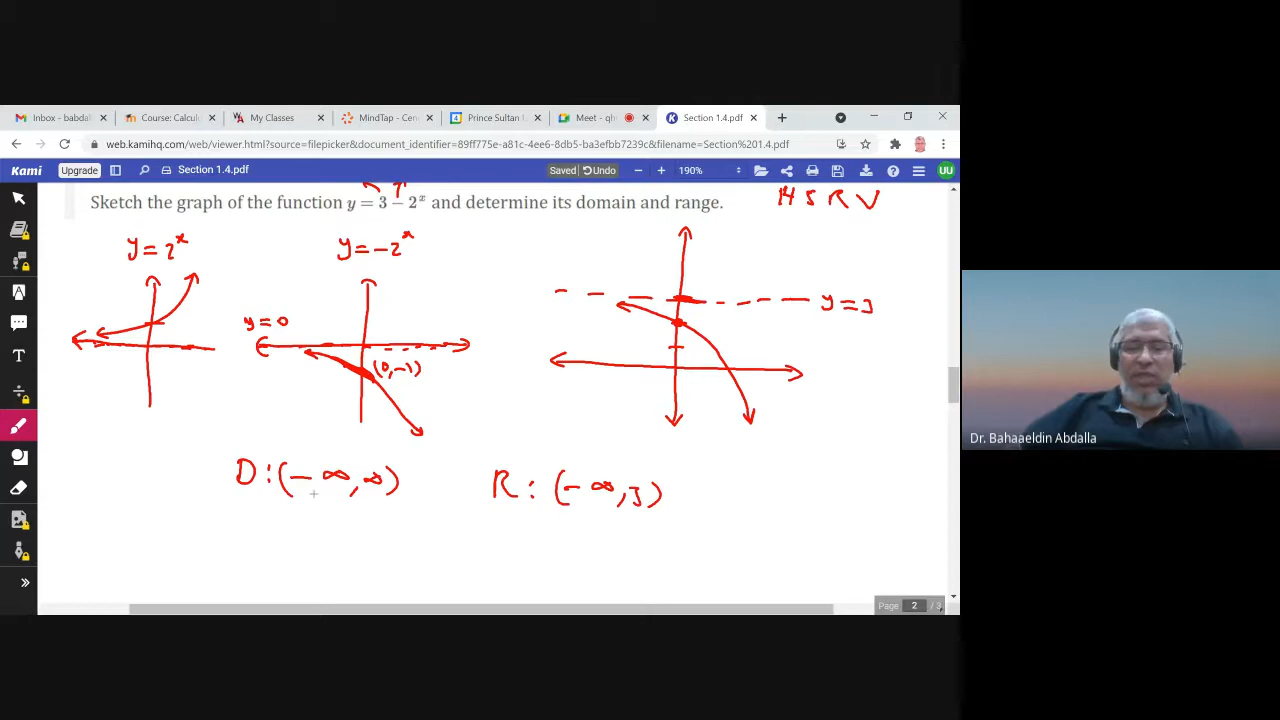 Inbox - babdal
Course: Calcul
My Classes
MindTap - Cen
Prince Sultan
Meet - qh
Section 1.4.pdf
web.kamihq.com/web/viewer.html?source=filepicker&document_identifier=89ff775e-a81c-4ee6-8db5-ba3efbb7239c&filename=Section%201.4.pdf
Kami
Upgrade
Section 1.4.pdf
Saved
Undo
190%
UU
H S R V
Sketch the graph of the function y = 3 − 2^x and determine its domain and range.
y = 2^x
y = -2^x
y = 0
y = 3
(0,-1)
D: (-∞, ∞)
R: (-∞, 3)
Dr. Bahaaeldin Abdalla
Page 2 / 3